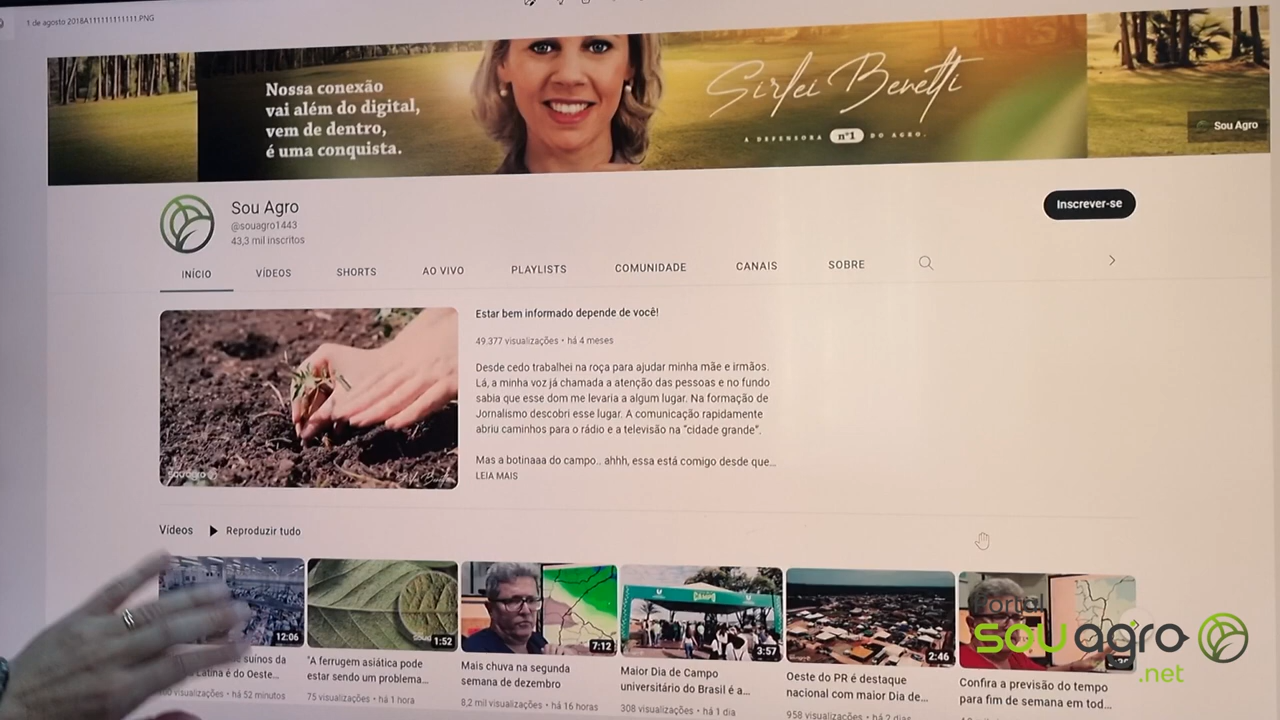 1 de agosto 2018A111111111111.PNG
Nossa conexão
vai além do digital,
vem de dentro,
é uma conquista.
Sirlei Benetti
A DEFENSORA nº1 DO AGRO.
Sou Agro
Sou Agro
@souagro1443
43,3 mil inscritos
Inscrever-se
INÍCIO VÍDEOS SHORTS AO VIVO PLAYLISTS COMUNIDADE CANAIS SOBRE
Estar bem informado depende de você!
49.377 visualizações • há 4 meses
Desde cedo trabalhei na roça para ajudar minha mãe e irmãos.
Lá, a minha voz já chamada a atenção das pessoas e no fundo
sabia que esse dom me levaria a algum lugar. Na formação de
Jornalismo descobri esse lugar. A comunicação rapidamente
abriu caminhos para o rádio e a televisão na "cidade grande".
Mas a botinaaa do campo.. ahhh, essa está comigo desde que...
LEIA MAIS
souagro
Sirlei Benetti
Vídeos Reproduzir tudo
12:06
1:52
7:12
CAMPO
3:57
2:46
suínos da
Latina é do Oeste...
visualizações • há 52 minutos
"A ferrugem asiática pode
estar sendo um problema...
75 visualizações • há 1 hora
Mais chuva na segunda
semana de dezembro
8,2 mil visualizações • há 16 horas
Maior Dia de Campo
universitário do Brasil é a...
308 visualizações • há 1 dia
Oeste do PR é destaque
nacional com maior Dia de...
958 visualizações • há 2 dias
Confira a previsão do tempo
para fim de semana em tod...
Portal
sou agro
.net